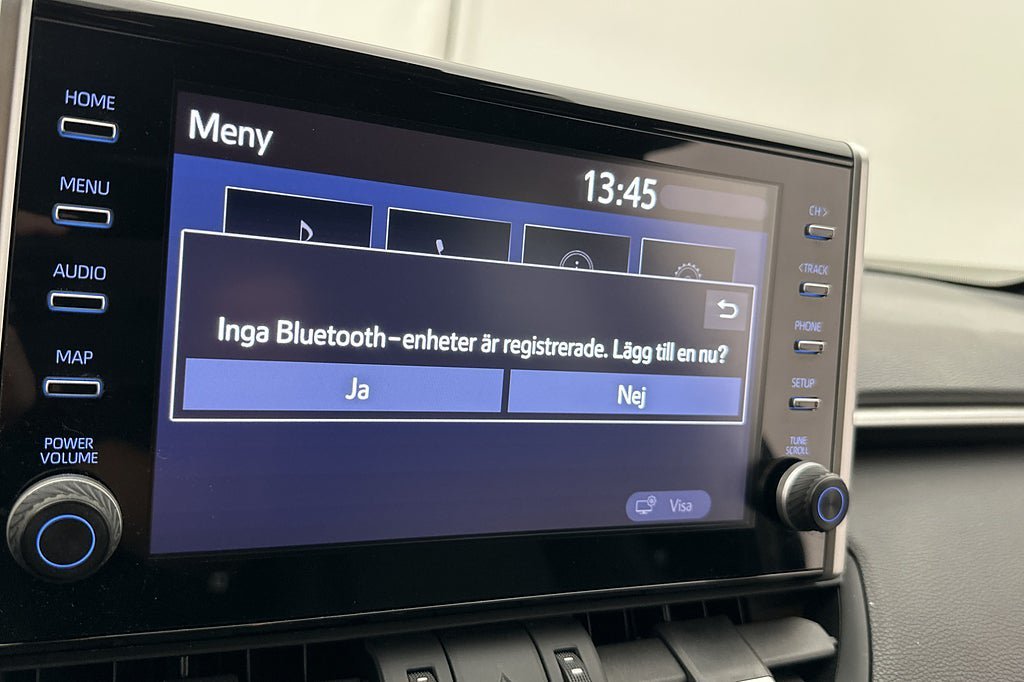 HOME
MENU
AUDIO
MAP
POWER
VOLUME
Meny
13:45
Inga Bluetooth-enheter är registrerade. Lägg till en nu?
Ja
Nej
Visa
CH >
< TRACK
PHONE
SETUP
TUNE
SCROLL